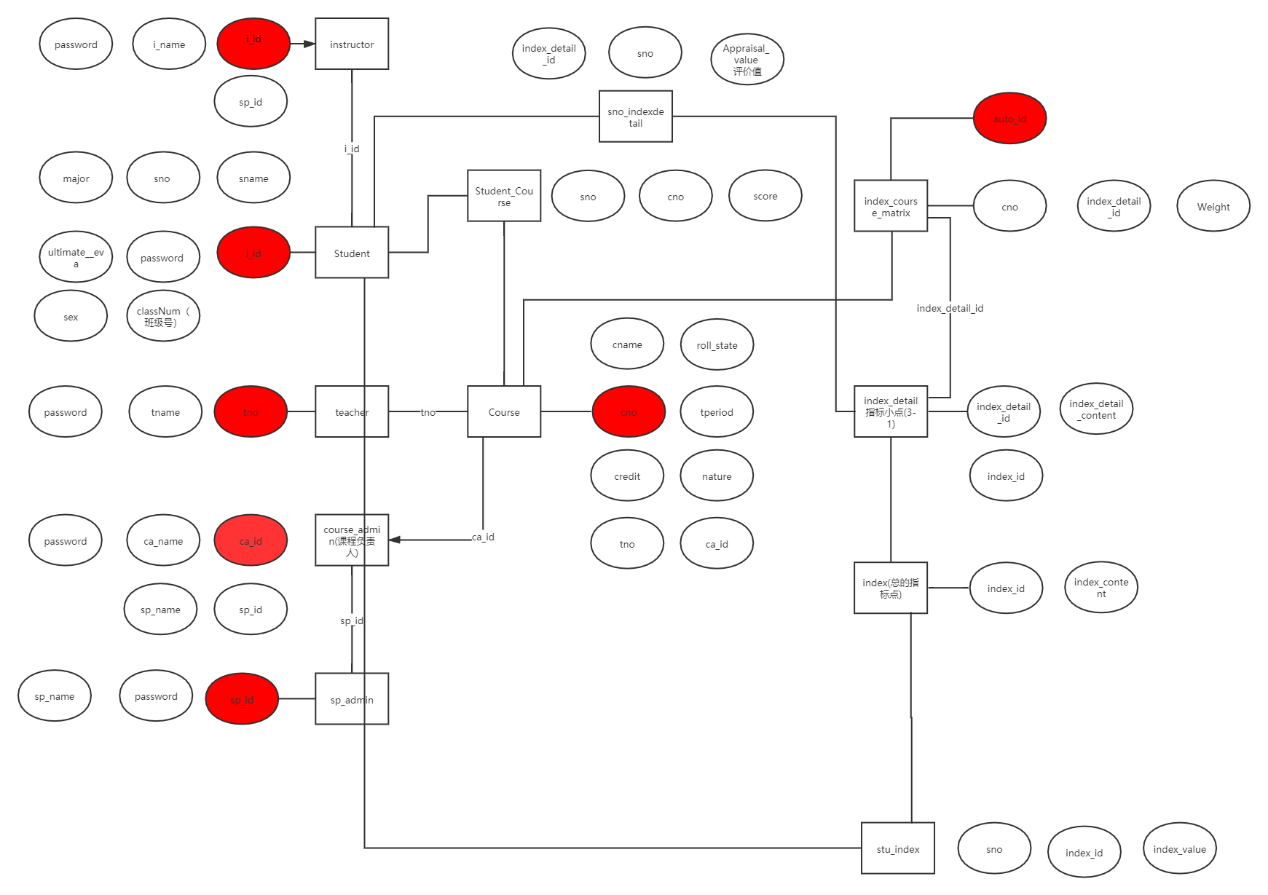 password
i_name
i_id
instructor
sp_id
index_detail
_id
sno
Appraisal_
value
评价值
sno_indexde
tail
auto_id
i_id
major
sno
sname
Student_Cou
rse
sno
cno
score
index_cours
e_matrix
cno
index_detail
_id
Weight
ultimate__ev
a
password
i_id
Student
sex
classNum（
班级号）
index_detail_id
cname
roll_state
password
tname
tno
teacher
tno
Course
cno
tperiod
index_detail
指标小点(3-
1)
index_detail
_id
index_detail
_content
credit
nature
index_id
password
ca_name
ca_id
course_admi
n(课程负责
人)
ca_id
tno
ca_id
sp_name
sp_id
sp_id
index(总的指
标点)
index_id
index_conte
nt
sp_name
password
sp_id
sp_admin
stu_index
sno
index_id
index_value